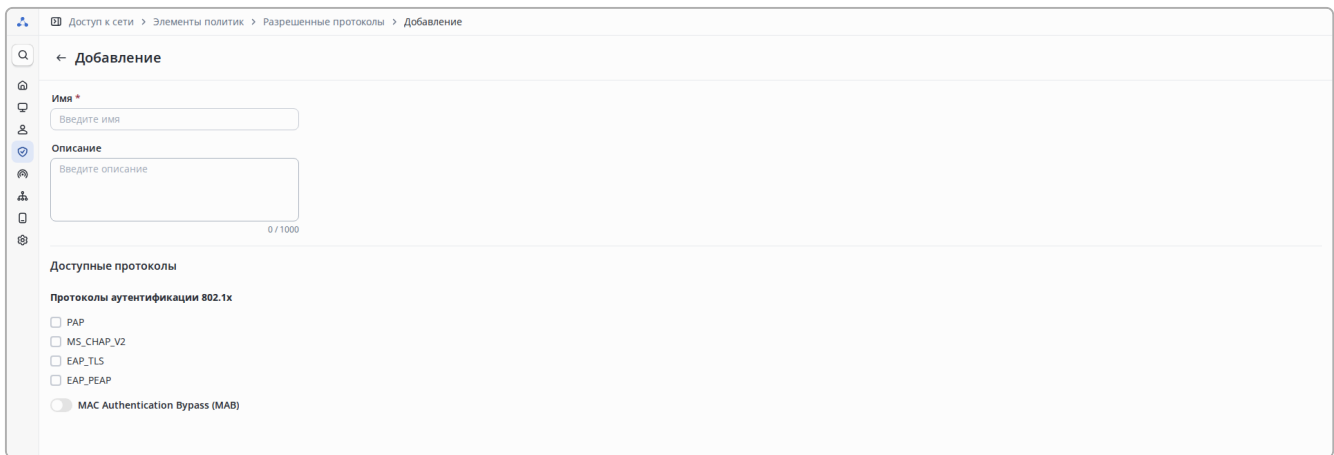 Доступ к сети > Элементы политик > Разрешенные протоколы > Добавление
← Добавление
Имя *
Введите имя
Описание
Введите описание
0 / 1000
Доступные протоколы
Протоколы аутентификации 802.1x
PAP
MS_CHAP_V2
EAP_TLS
EAP_PEAP
MAC Authentication Bypass (MAB)